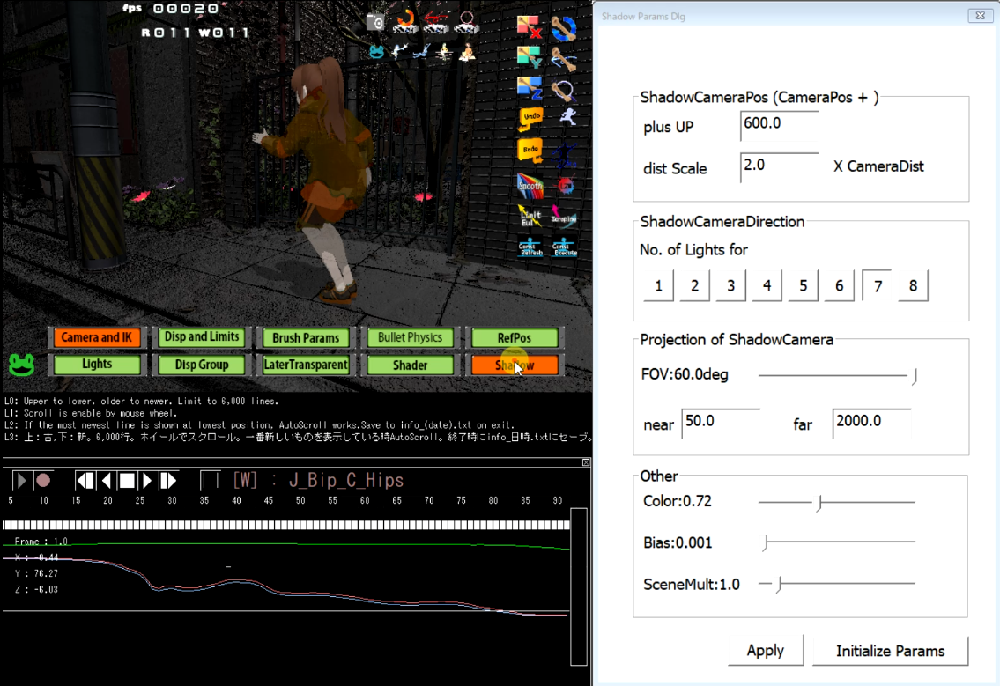 fps 00020
R011 W011
X
Y
Z
Undo
Redo
Smooth
Limit
Eul
Scraping
Const
Refresh
Const
Execute
Camera and IK
Disp and Limits
Brush Params
Bullet Physics
RefPos
Lights
Disp Group
LaterTransparent
Shader
Shadow
L0: Upper to lower, older to newer. Limit to 6,000 lines.
L1: Scroll is enable by mouse wheel.
L2: If the most newest line is shown at lowest position, AutoScroll works.Save to info_(date).txt on exit.
L3: 上：古,下：新。6,000行。ホイールでスクロール。一番新しいものを表示している時AutoScroll。終了時にinfo_日時.txtにセーブ。
[W] : J_Bip_C_Hips
5 10 15 20 25 30 35 40 45 50 55 60 65 70 75 80 85 90
Frame : 1.0
X : -0.44
Y : 76.27
Z : -6.03
Shadow Params Dlg
ShadowCameraPos (CameraPos + )
plus UP 600.0
dist Scale 2.0 X CameraDist
ShadowCameraDirection
No. of Lights for
1 2 3 4 5 6 7 8
Projection of ShadowCamera
FOV:60.0deg
near 50.0 far 2000.0
Other
Color:0.72
Bias:0.001
SceneMult:1.0
Apply Initialize Params